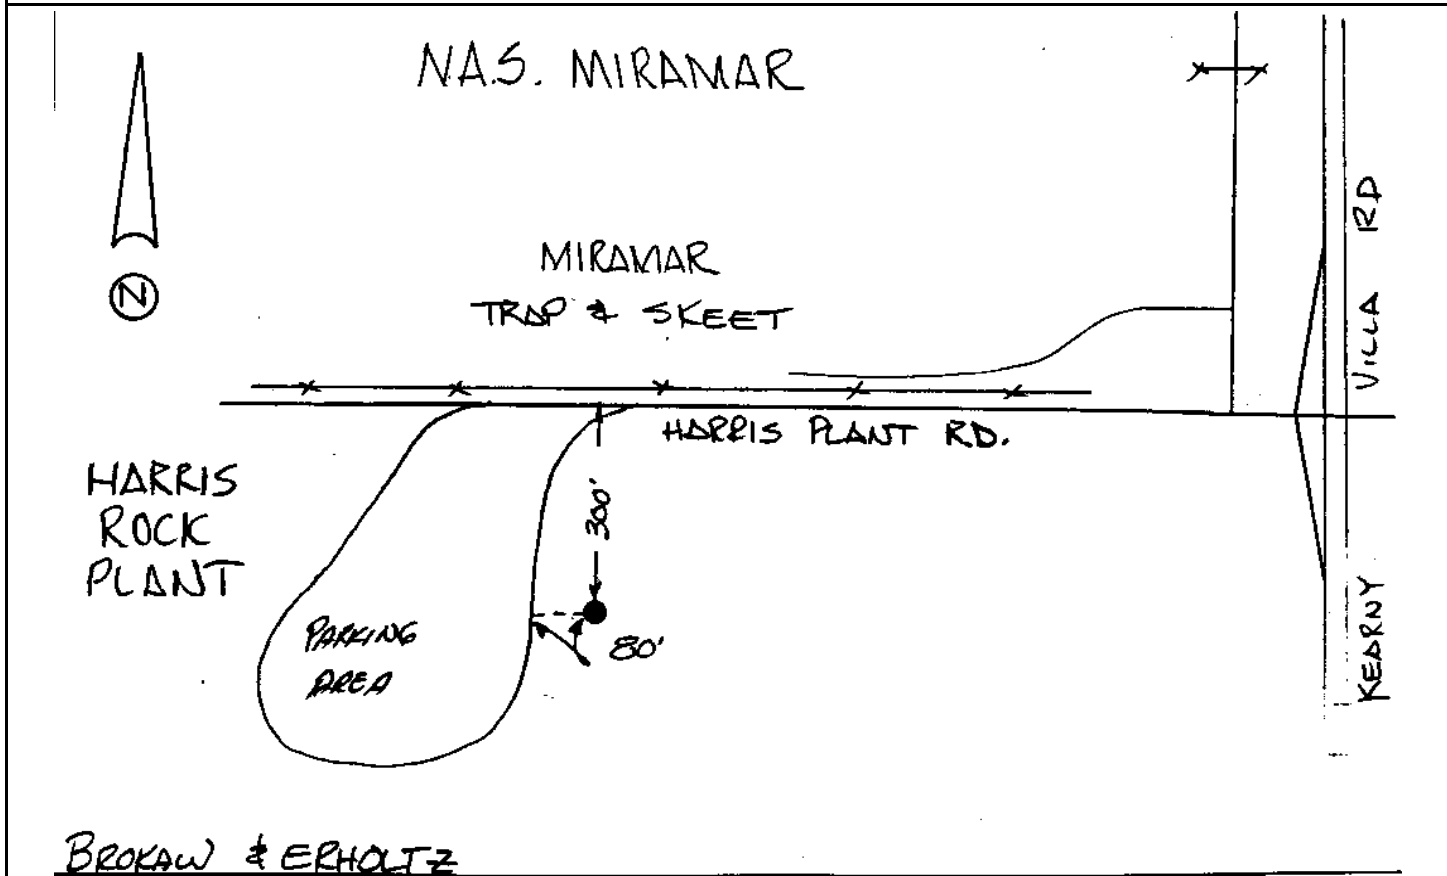 N.A.S. MIRAMAR
N
MIRAMAR
TRAP & SKEET
HARRIS PLANT RD.
KEARNY VILLA RD
HARRIS
ROCK
PLANT
300'
80'
PARKING
AREA
BROKAW & ERHOLTZ